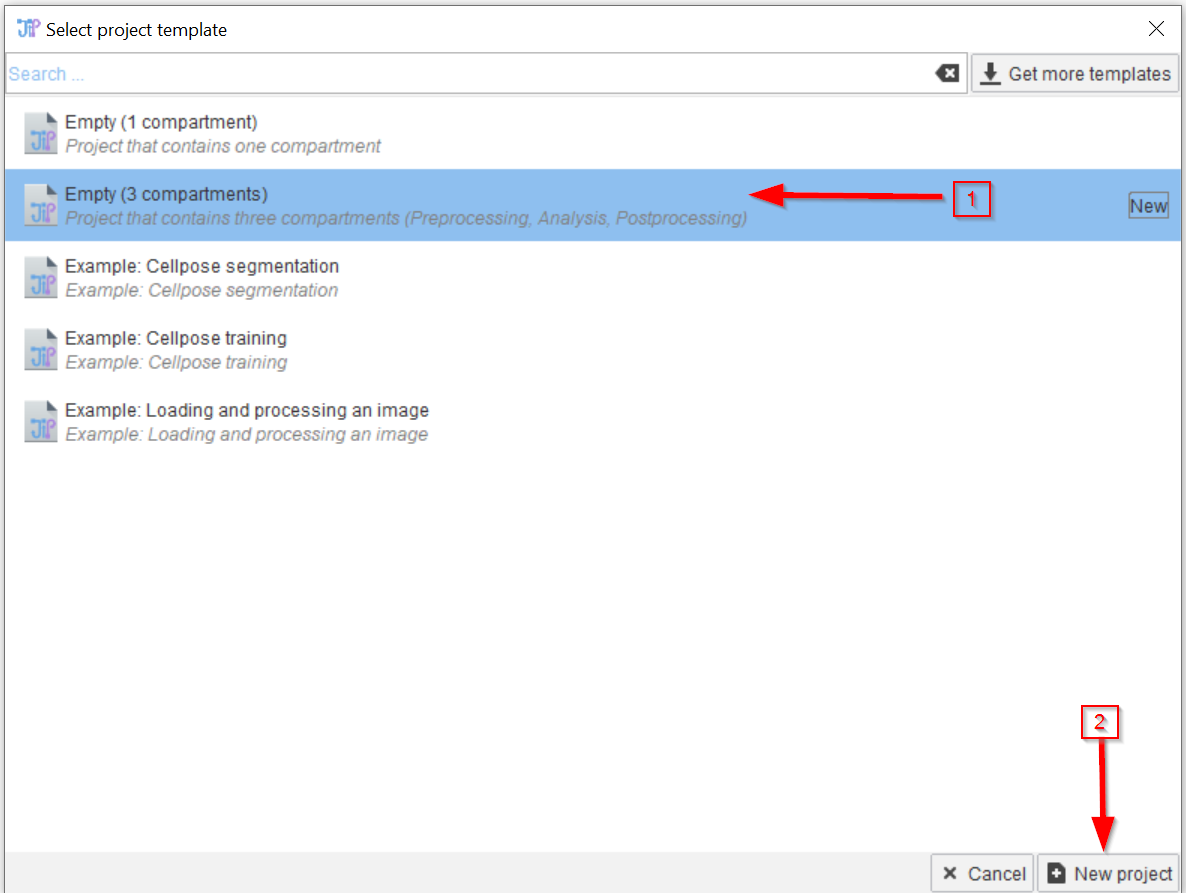 JIP Select project template
Search ...
Get more templates
Empty (1 compartment)
Project that contains one compartment
Empty (3 compartments)
Project that contains three compartments (Preprocessing, Analysis, Postprocessing)
1
New
Example: Cellpose segmentation
Example: Cellpose segmentation
Example: Cellpose training
Example: Cellpose training
Example: Loading and processing an image
Example: Loading and processing an image
2
Cancel
New project